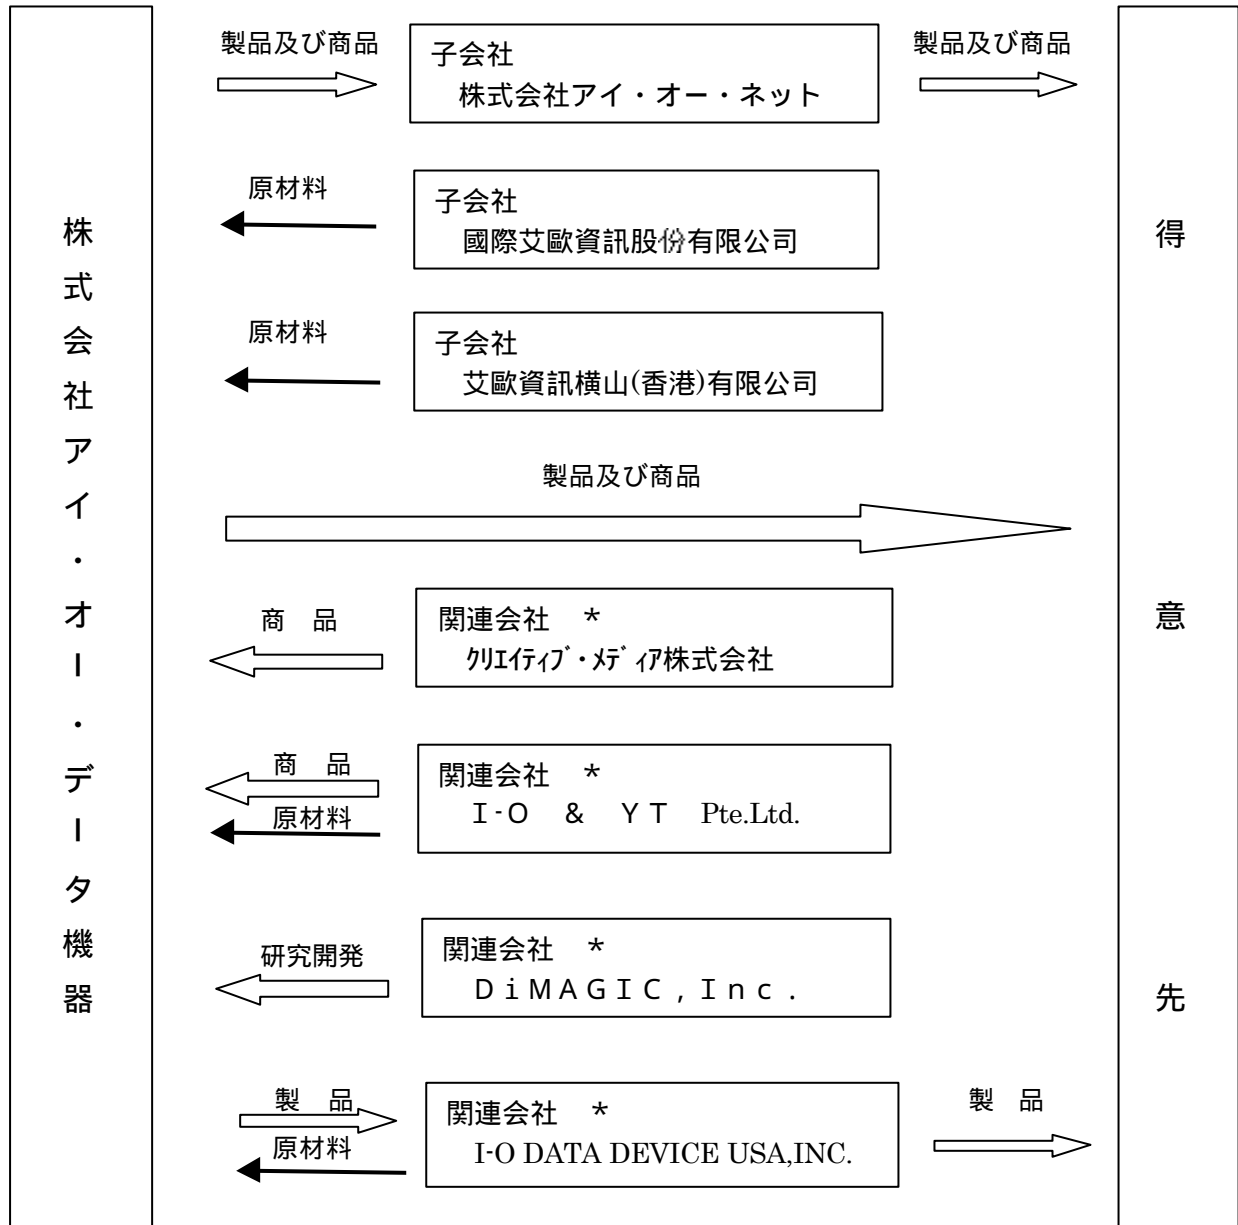 株式会社アイ・オー・データ機器
製品及び商品
子会社
株式会社アイ・オー・ネット
製品及び商品
原材料
子会社
國際艾歐資訊股份有限公司
原材料
子会社
艾歐資訊横山(香港)有限公司
製品及び商品
商　品
関連会社　*
ｸﾘｴｲﾃｨﾌﾞ・ﾒﾃﾞｨｱ株式会社
商　品
原材料
関連会社　*
Ｉ-Ｏ　＆　ＹＴ　Pte.Ltd.
研究開発
関連会社　*
ＤｉＭＡＧＩＣ，Ｉｎｃ．
製　品
原材料
関連会社　*
I-O DATA DEVICE USA,INC.
製　品
得意先